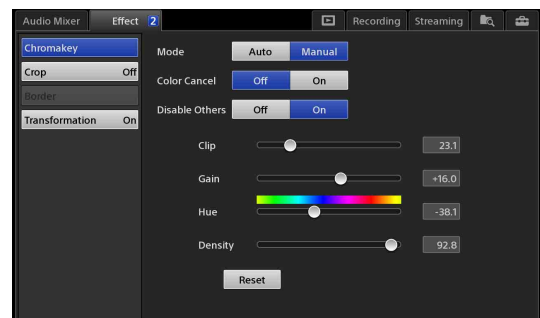 Audio Mixer Effect 2 Recording Streaming
Chromakey
Crop Off
Border
Transformation On
Mode Auto Manual
Color Cancel Off On
Disable Others Off On
Clip 23.1
Gain +16.0
Hue -38.1
Density 92.8
Reset